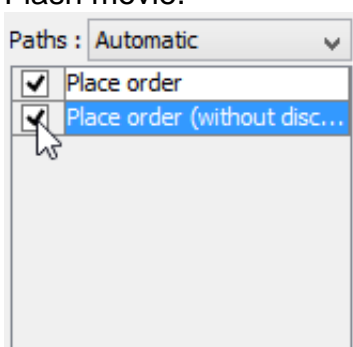 Flash movie.
Paths : Automatic
Place order
Place order (without disc...